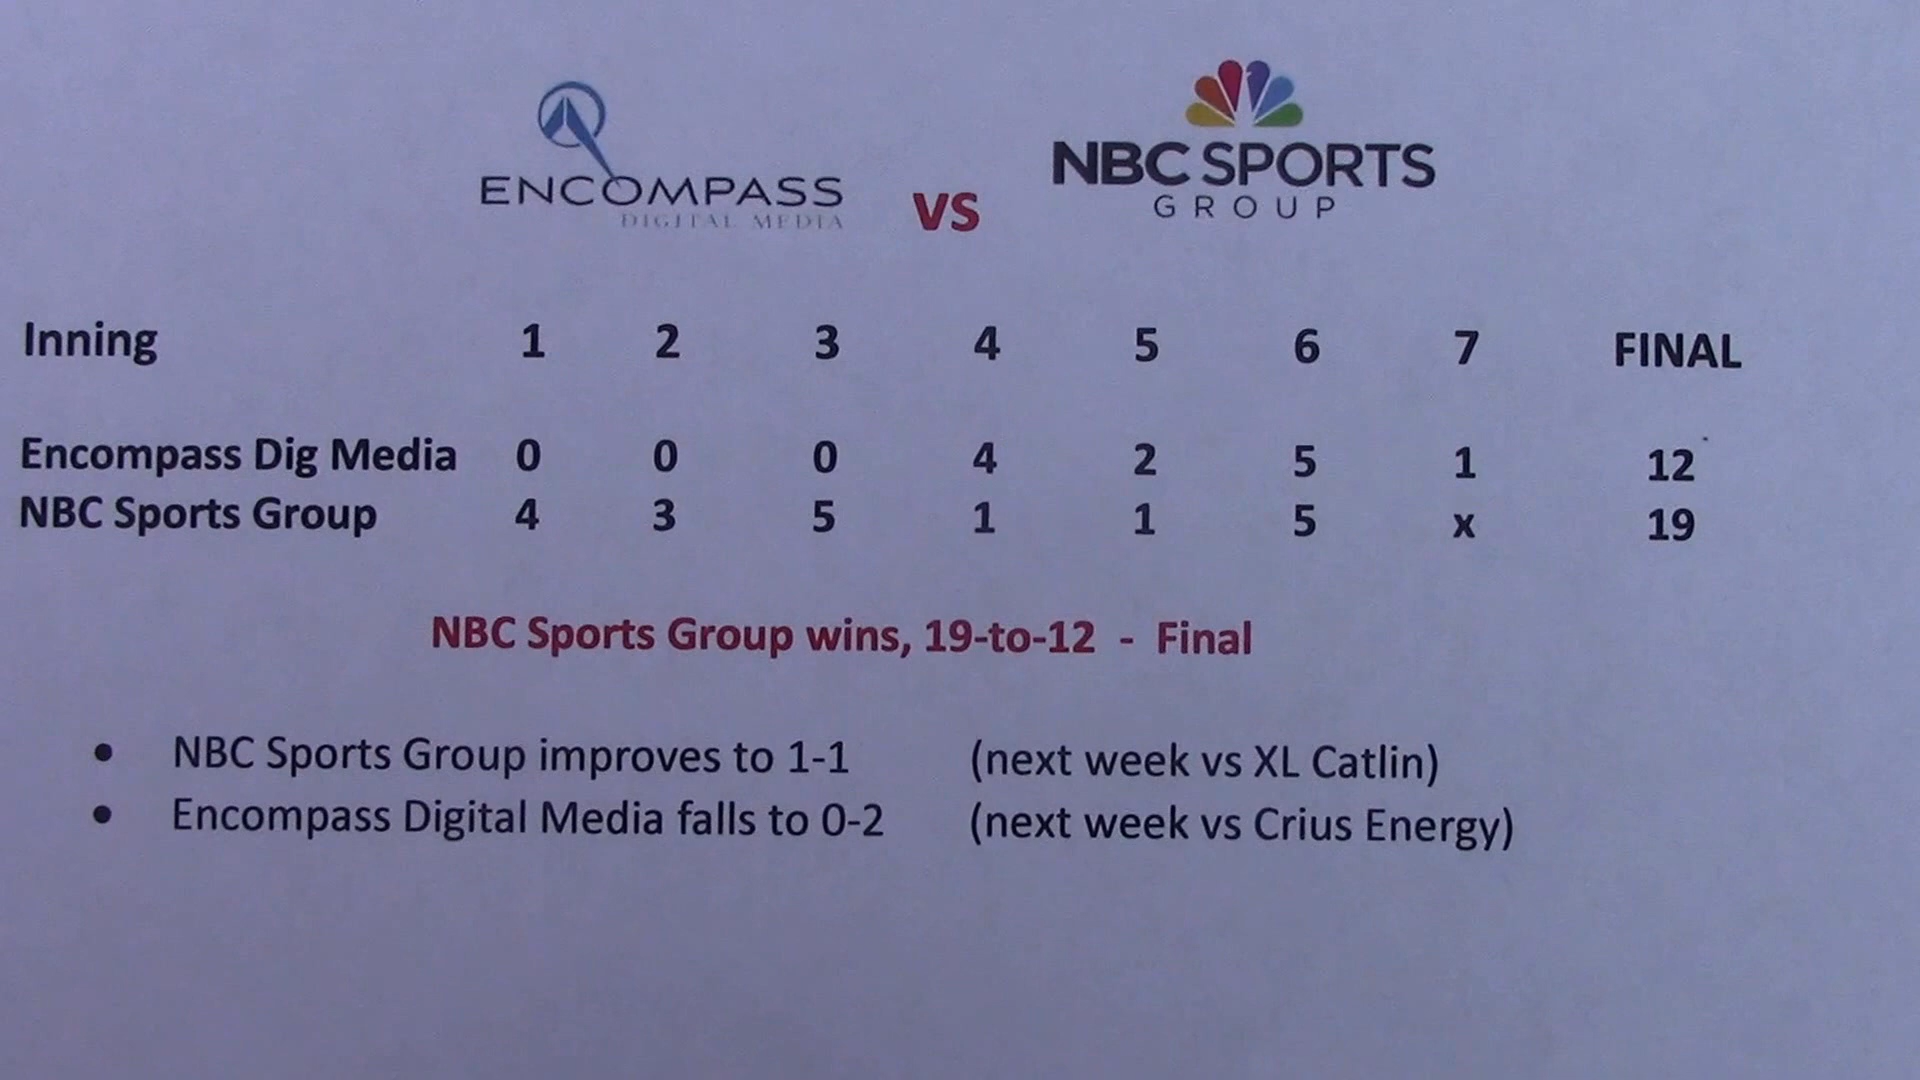 ENCOMPASS
DIGITAL MEDIA
VS
NBC SPORTS
GROUP
Inning 1 2 3 4 5 6 7 FINAL
Encompass Dig Media 0 0 0 4 2 5 1 12
NBC Sports Group 4 3 5 1 1 5 x 19
NBC Sports Group wins, 19-to-12 - Final
• NBC Sports Group improves to 1-1 (next week vs XL Catlin)
• Encompass Digital Media falls to 0-2 (next week vs Crius Energy)